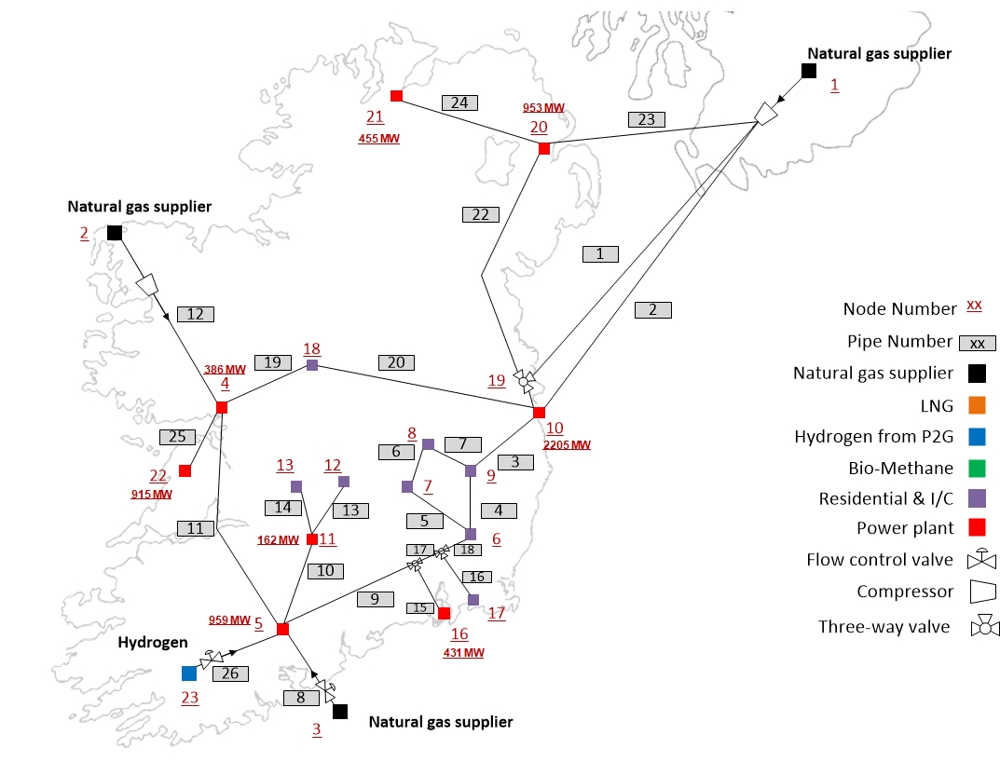 Natural gas supplier
1
24
953 MW
23
21
20
455 MW
Natural gas supplier
2
22
1
12
2
Node Number xx
Pipe Number xx
18
386 MW
19
20
4
Natural gas supplier
19
LNG
10
2205 MW
25
8
7
6
3
Hydrogen from P2G
22
915 MW
13
12
7
9
Bio-Methane
14
13
5
4
Residential & I/C
11
162 MW
11
6
Power plant
17
18
10
16
Flow control valve
9
15
17
Compressor
959 MW
5
16
431 MW
Three-way valve
Hydrogen
26
23
8
3
Natural gas supplier